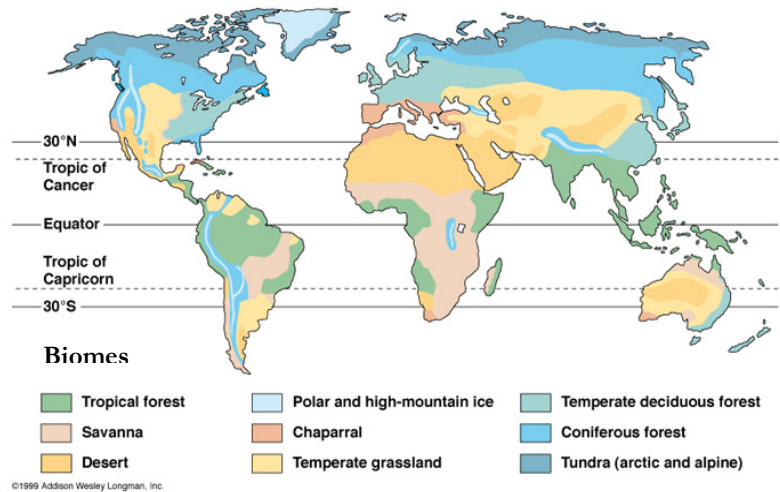 30°N
Tropic of
Cancer
Equator
Tropic of
Capricorn
30°S
Biomes
Tropical forest
Polar and high-mountain ice
Temperate deciduous forest
Savanna
Chaparral
Coniferous forest
Desert
Temperate grassland
Tundra (arctic and alpine)
©1999 Addison Wesley Longman, Inc.